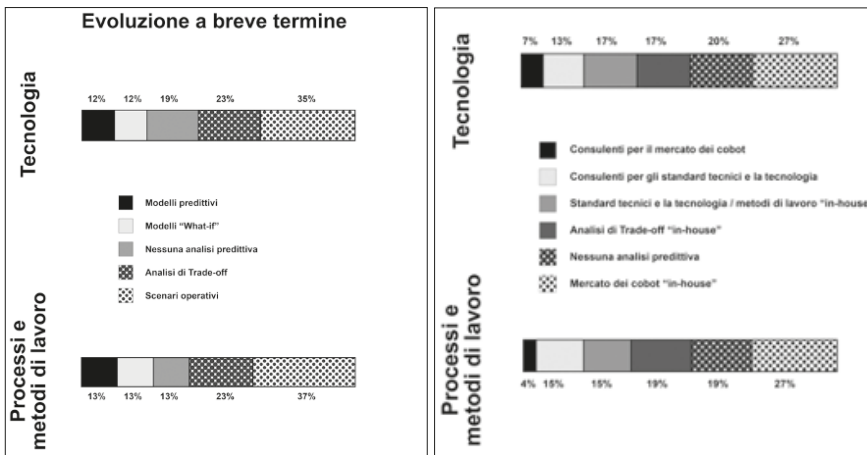 Evoluzione a breve termine
Tecnologia
12% 12% 19% 23% 35%
Modelli predittivi
Modelli “What-if”
Nessuna analisi predittiva
Analisi di Trade-off
Scenari operativi
Processi e
metodi di lavoro
13% 13% 13% 23% 37%
Tecnologia
7% 13% 17% 17% 20% 27%
Consulenti per il mercato dei cobot
Consulenti per gli standard tecnici e la tecnologia
Standard tecnici e la tecnologia / metodi di lavoro “in-house
Analisi di Trade-off “in-house”
Nessuna analisi predittiva
Mercato dei cobot “in-house”
Processi e
metodi di lavoro
4% 15% 15% 19% 19% 27%